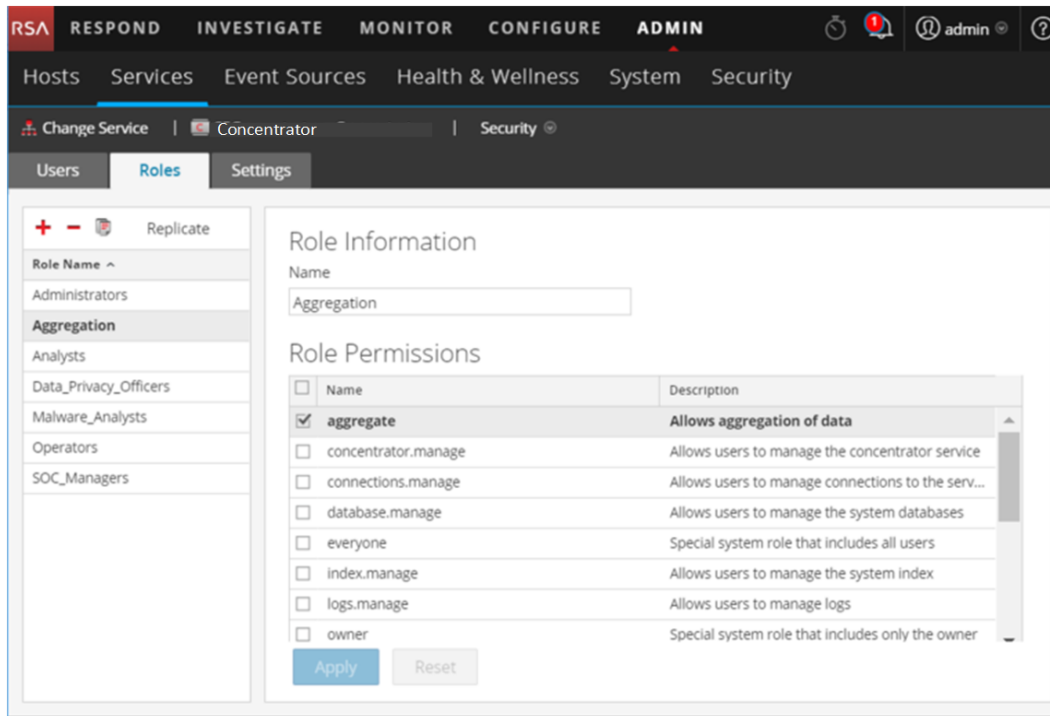 RSA RESPOND INVESTIGATE MONITOR CONFIGURE ADMIN 1 admin ?
Hosts Services Event Sources Health & Wellness System Security
Change Service | C Concentrator | Security
Users Roles Settings
Replicate
Role Name
Administrators
Aggregation
Analysts
Data_Privacy_Officers
Malware_Analysts
Operators
SOC_Managers
Role Information
Name
Aggregation
Role Permissions
Name Description
aggregate Allows aggregation of data
concentrator.manage Allows users to manage the concentrator service
connections.manage Allows users to manage connections to the serv...
database.manage Allows users to manage the system databases
everyone Special system role that includes all users
index.manage Allows users to manage the system index
logs.manage Allows users to manage logs
owner Special system role that includes only the owner
Apply Reset